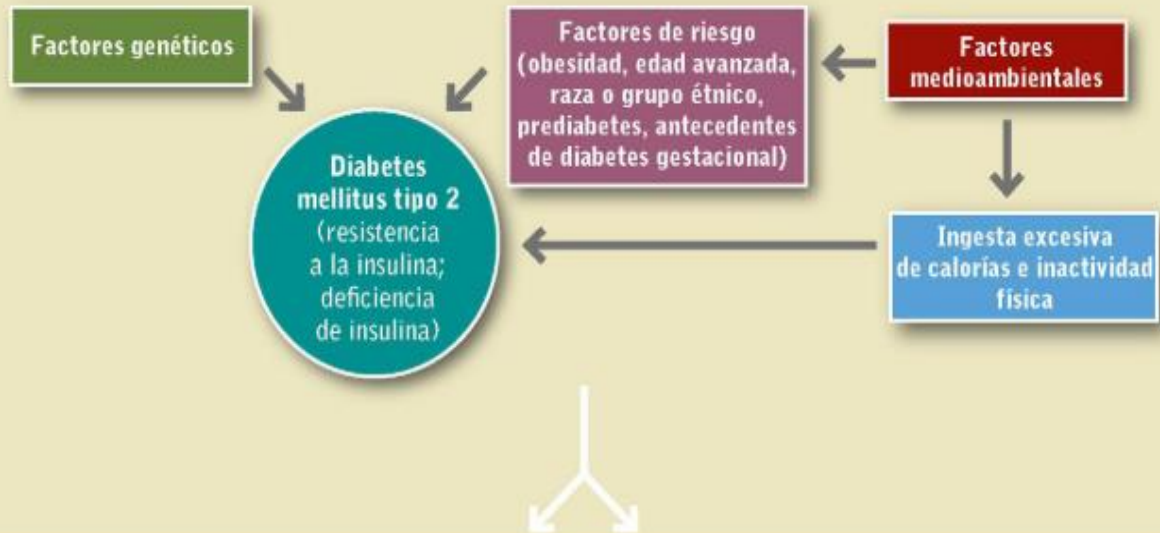 Factores genéticos
Factores de riesgo
(obesidad, edad avanzada,
raza o grupo étnico,
prediabetes, antecedentes
de diabetes gestacional)
Factores
medioambientales
Diabetes
mellitus tipo 2
(resistencia
a la insulina;
deficiencia
de insulina)
Ingesta excesiva
de calorías e inactividad
física